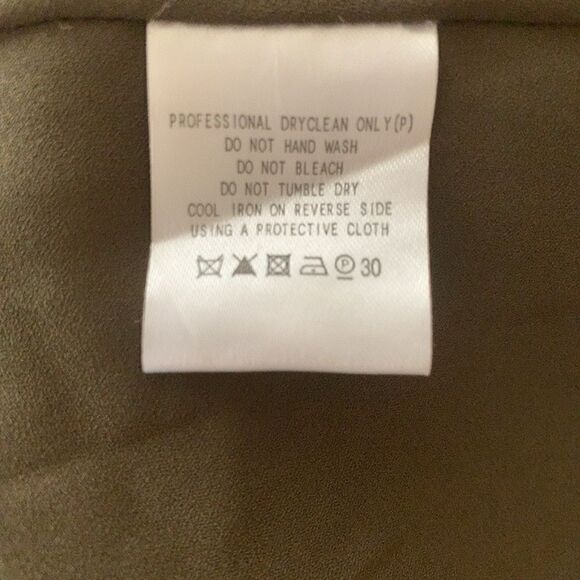 PROFESSIONAL DRYCLEAN ONLY(P)
DO NOT HAND WASH
DO NOT BLEACH
DO NOT TUMBLE DRY
COOL IRON ON REVERSE SIDE
USING A PROTECTIVE CLOTH
P 30